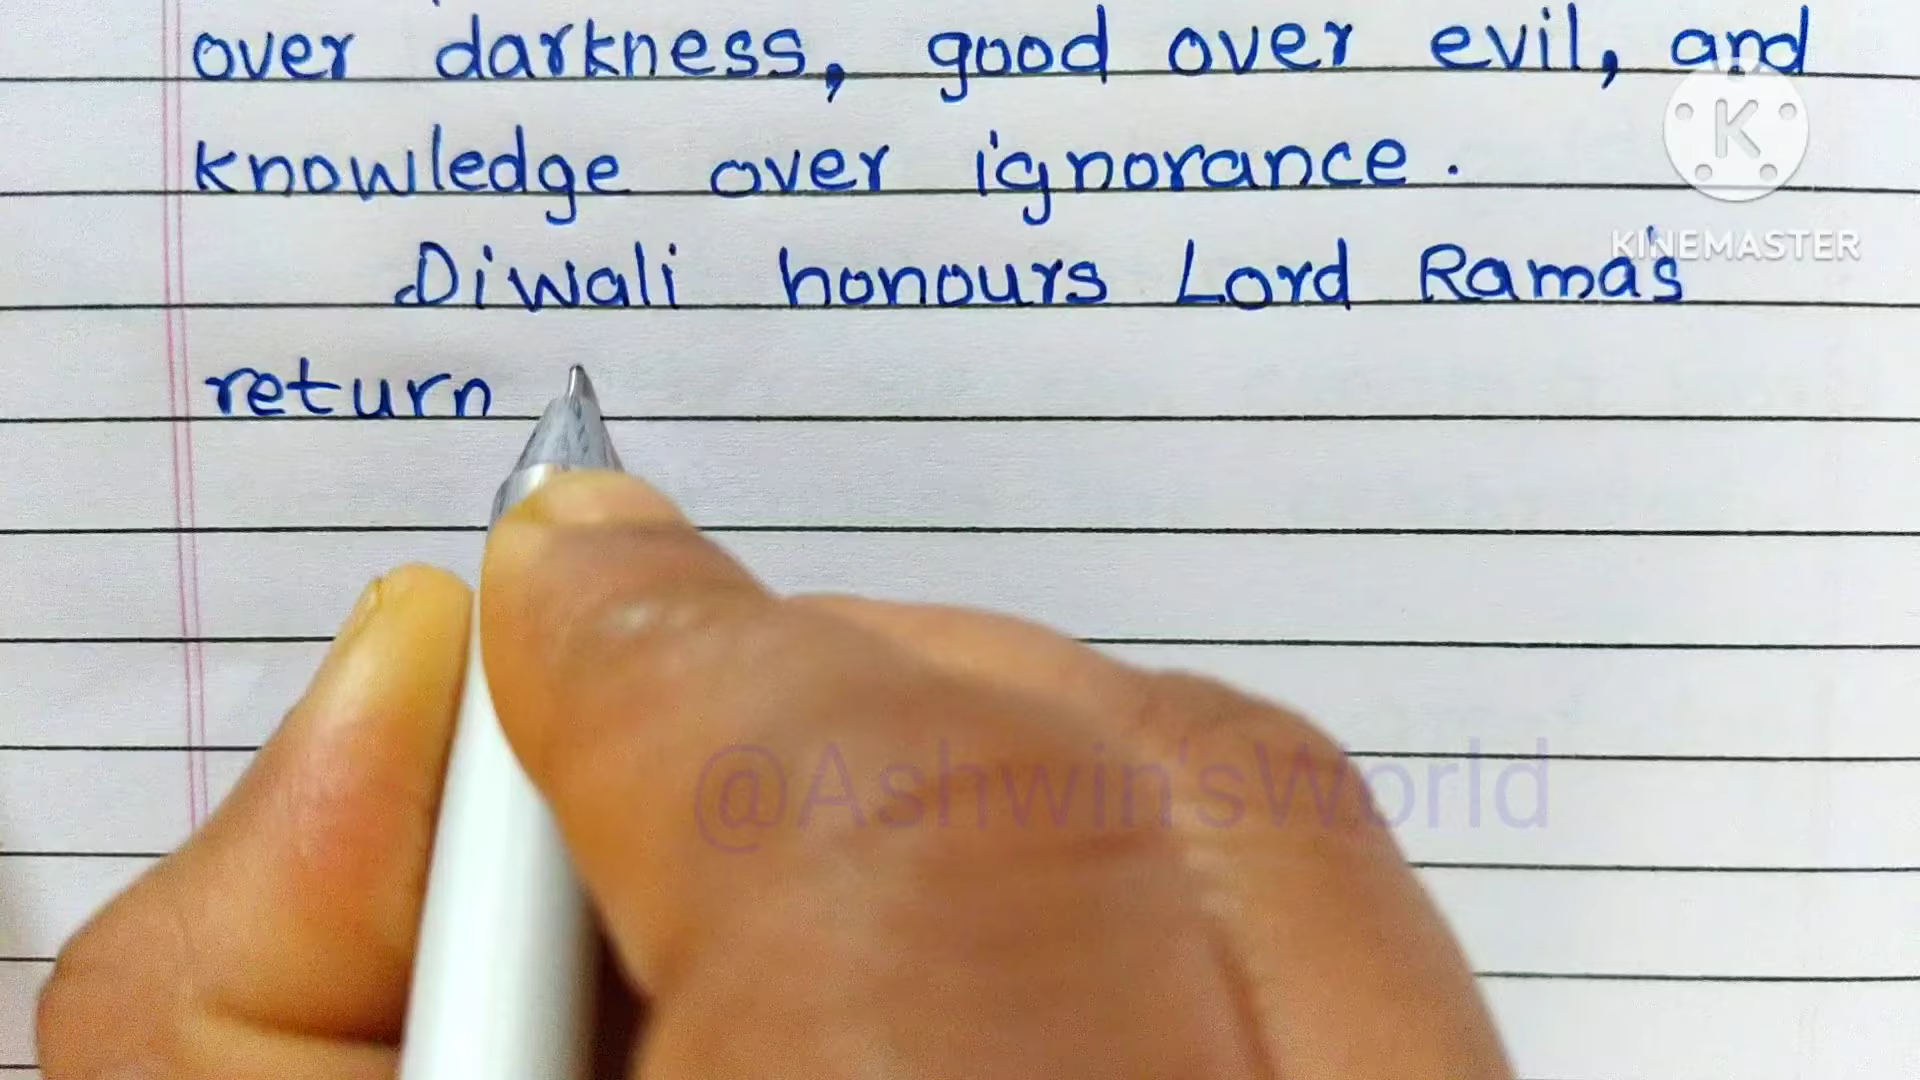 over darkness, good over evil, and
knowledge over ignorance.
Diwali honours Lord Rama's
return
K
KINEMASTER
@Ashwin'sWorld